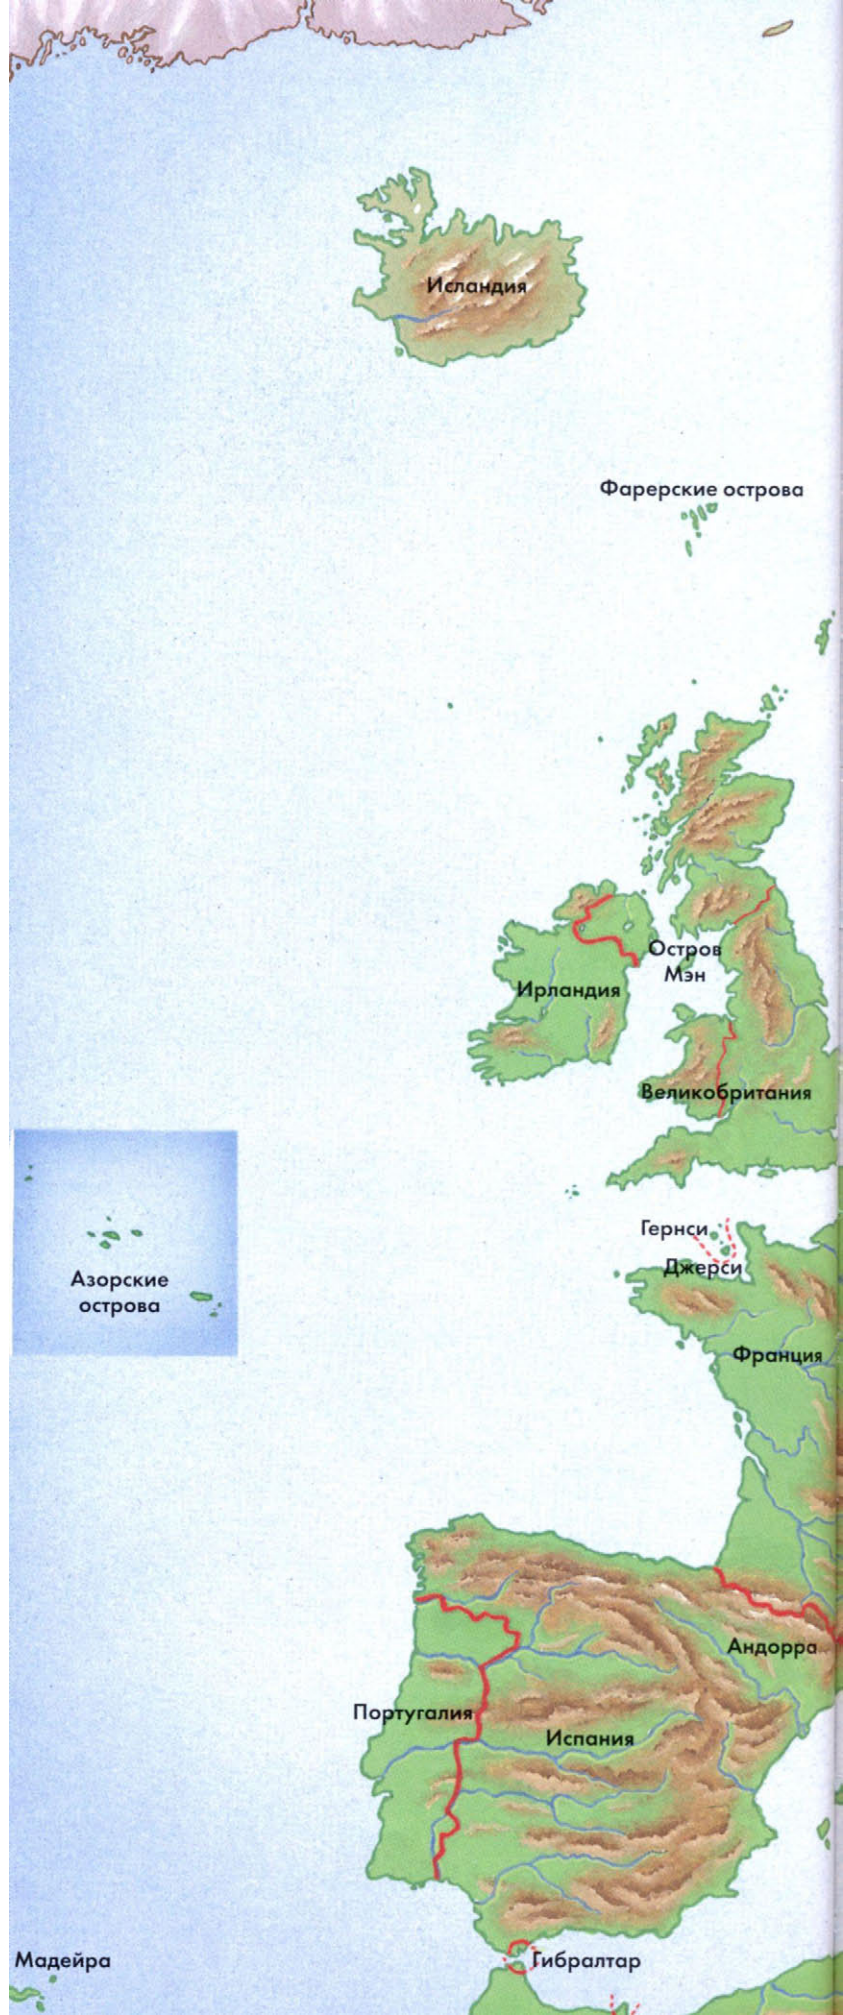 Исландия
Фарерские острова
Остров
Мэн
Ирландия
Великобритания
Гернси
Джерси
Азорские
острова
Франция
Андорра
Португалия
Испания
Мадейра
Гибралтар